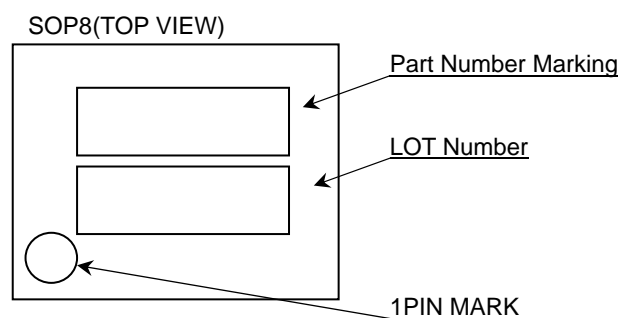 SOP8(TOP VIEW)
Part Number Marking
LOT Number
1PIN MARK